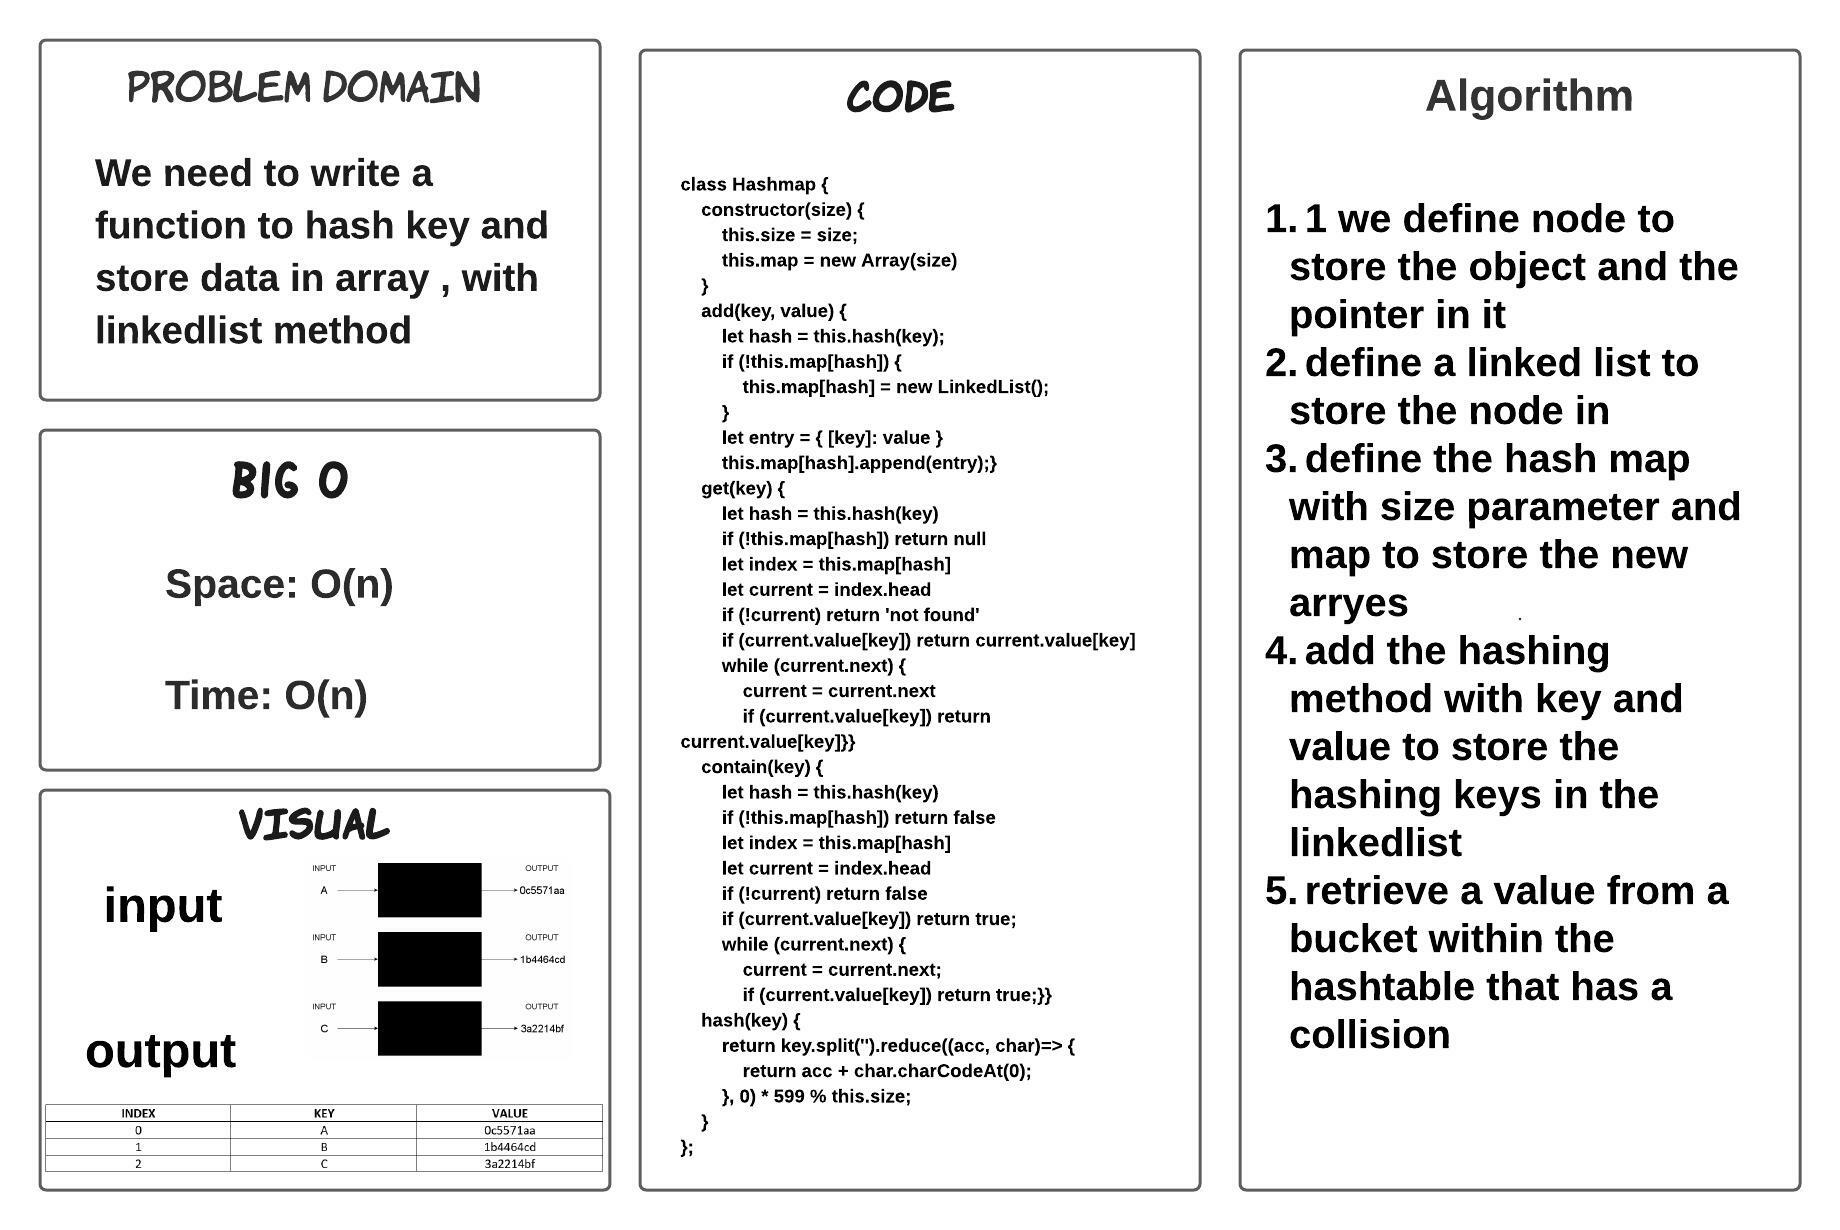 PROBLEM DOMAIN
We need to write a
function to hash key and
store data in array , with
linkedlist method
BIG O
Space: O(n)
Time: O(n)
VISUAL
input
output
INPUT OUTPUT
A 0c5571aa
INPUT OUTPUT
B 1b4464cd
INPUT OUTPUT
C 3a2214bf
INDEX KEY VALUE
0 A 0c5571aa
1 B 1b4464cd
2 C 3a2214bf
CODE
class Hashmap {
constructor(size) {
this.size = size;
this.map = new Array(size)
}
add(key, value) {
let hash = this.hash(key);
if (!this.map[hash]) {
this.map[hash] = new LinkedList();
}
let entry = { [key]: value }
this.map[hash].append(entry);}
get(key) {
let hash = this.hash(key)
if (!this.map[hash]) return null
let index = this.map[hash]
let current = index.head
if (!current) return 'not found'
if (current.value[key]) return current.value[key]
while (current.next) {
current = current.next
if (current.value[key]) return
current.value[key]}}
contain(key) {
let hash = this.hash(key)
if (!this.map[hash]) return false
let index = this.map[hash]
let current = index.head
if (!current) return false
if (current.value[key]) return true;
while (current.next) {
current = current.next;
if (current.value[key]) return true;}}
hash(key) {
return key.split('').reduce((acc, char)=> {
return acc + char.charCodeAt(0);
}, 0) * 599 % this.size;
}
};
Algorithm
1. 1 we define node to
store the object and the
pointer in it
2. define a linked list to
store the node in
3. define the hash map
with size parameter and
map to store the new
arryes
4. add the hashing
method with key and
value to store the
hashing keys in the
linkedlist
5. retrieve a value from a
bucket within the
hashtable that has a
collision